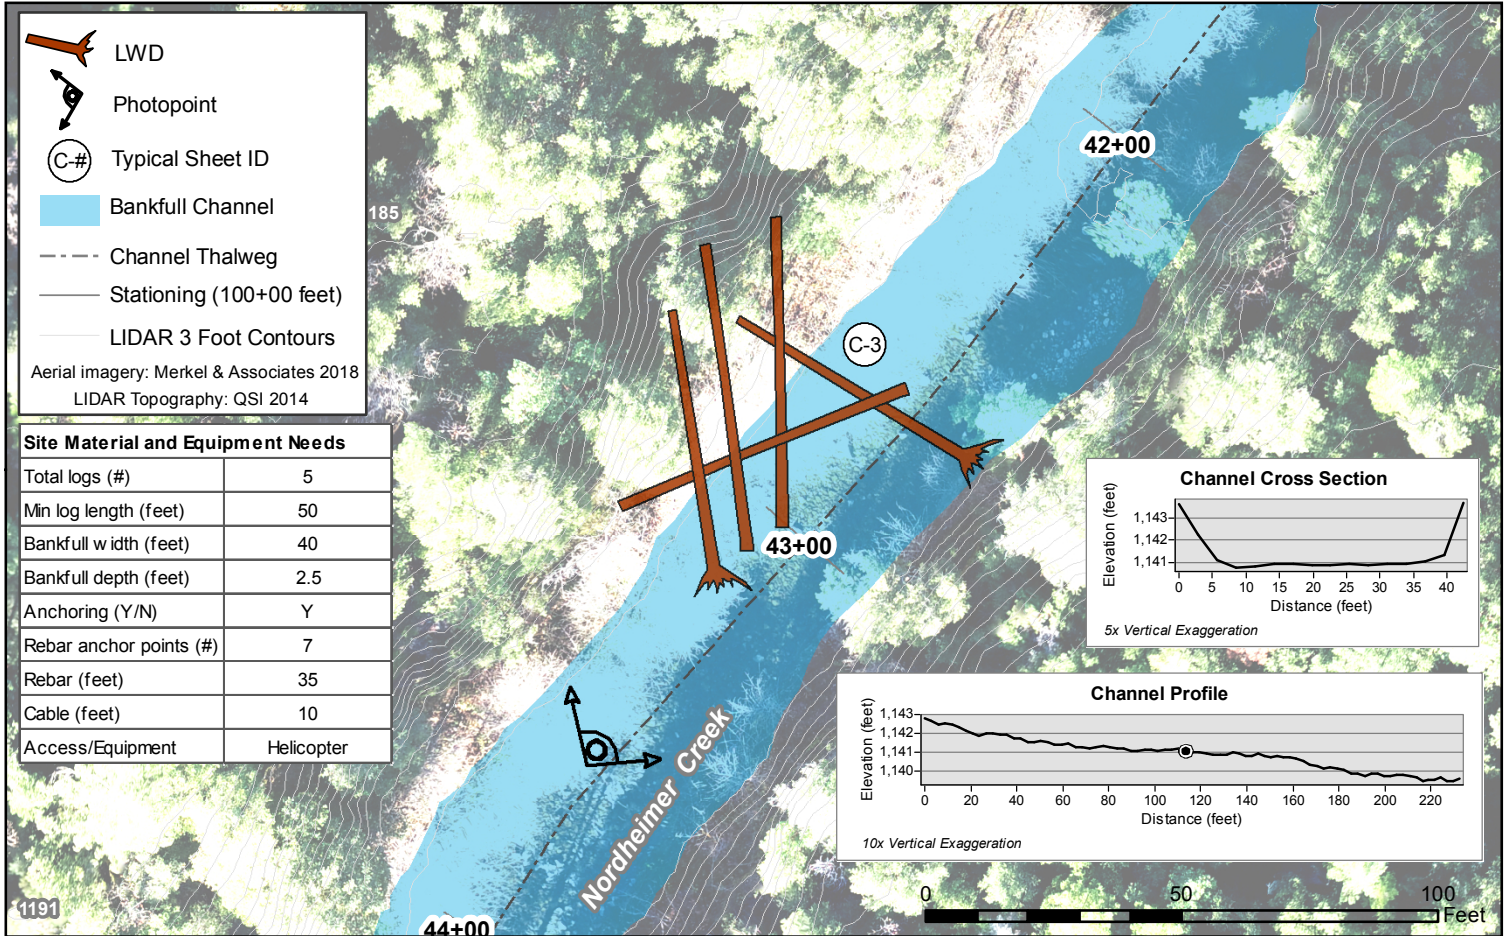 LWD
Photopoint
C-# Typical Sheet ID
Bankfull Channel
Channel Thalweg
Stationing (100+00 feet)
LIDAR 3 Foot Contours
Aerial imagery: Merkel & Associates 2018
LIDAR Topography: QSI 2014
185
42+00
C-3
43+00
Site Material and Equipment Needs
Total logs (#) 5
Min log length (feet) 50
Bankfull width (feet) 40
Bankfull depth (feet) 2.5
Anchoring (Y/N) Y
Rebar anchor points (#) 7
Rebar (feet) 35
Cable (feet) 10
Access/Equipment Helicopter
Channel Cross Section
Elevation (feet)
1,143
1,142
1,141
0 5 10 15 20 25 30 35 40
Distance (feet)
5x Vertical Exaggeration
Nordheimer Creek
Channel Profile
Elevation (feet)
1,143
1,142
1,141
1,140
0 20 40 60 80 100 120 140 160 180 200 220
Distance (feet)
10x Vertical Exaggeration
1191
44+00
0 50 100
Feet